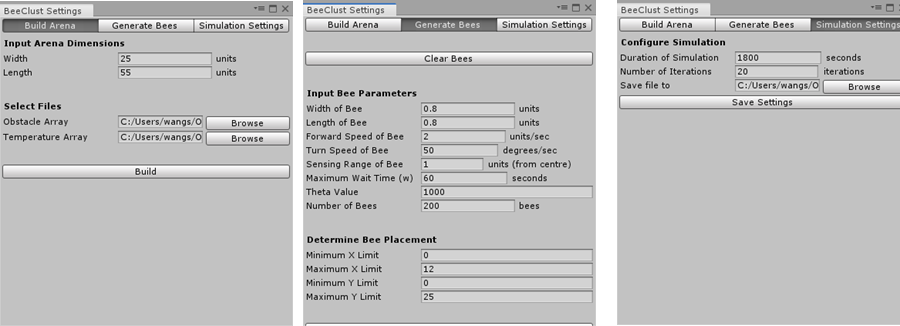 BeeClust Settings
Build Arena Generate Bees Simulation Settings
Input Arena Dimensions
Width 25 units
Length 55 units
Select Files
Obstacle Array C:/Users/wangs/O Browse
Temperature Array C:/Users/wangs/O Browse
Build
BeeClust Settings
Build Arena Generate Bees Simulation Settings
Clear Bees
Input Bee Parameters
Width of Bee 0.8 units
Length of Bee 0.8 units
Forward Speed of Bee 2 units/sec
Turn Speed of Bee 50 degrees/sec
Sensing Range of Bee 1 units (from centre)
Maximum Wait Time (w) 60 seconds
Theta Value 1000
Number of Bees 200 bees
Determine Bee Placement
Minimum X Limit 0
Maximum X Limit 12
Minimum Y Limit 0
Maximum Y Limit 25
BeeClust Settings
Build Arena Generate Bees Simulation Settings
Configure Simulation
Duration of Simulation 1800 seconds
Number of Iterations 20 iterations
Save file to C:/Users/wangs/O Browse
Save Settings